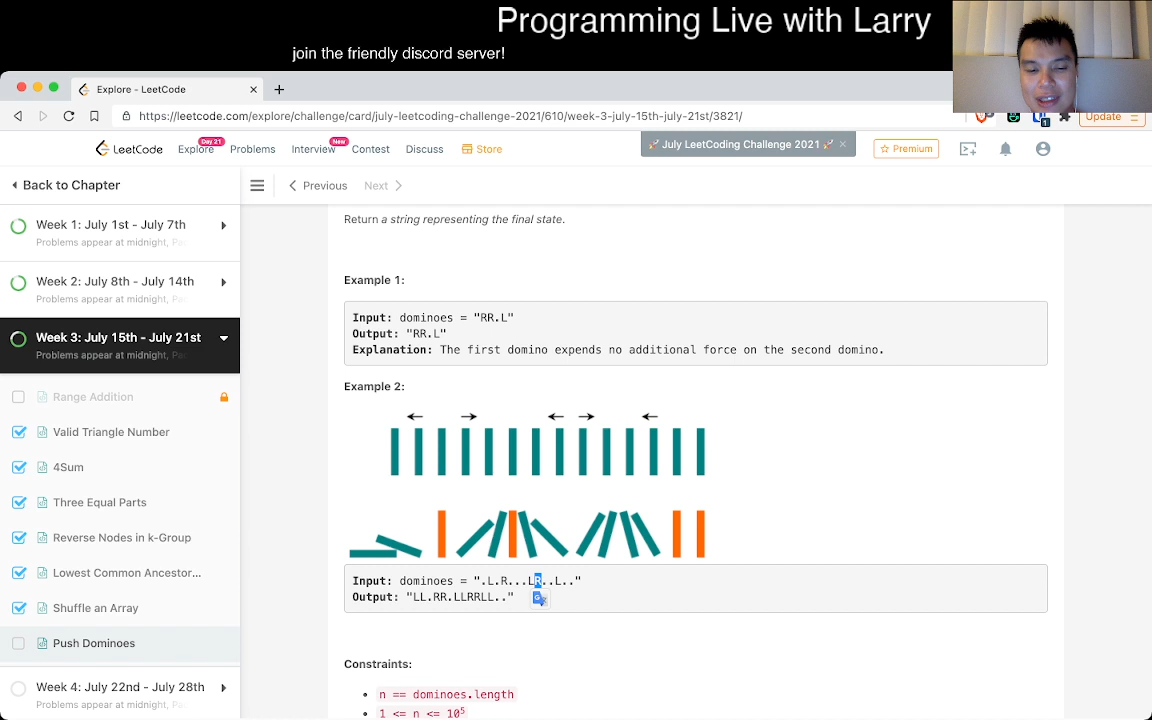 Programming Live with Larry
join the friendly discord server!
Explore - LeetCode
https://leetcode.com/explore/challenge/card/july-leetcoding-challenge-2021/610/week-3-july-15th-july-21st/3821/
1
Update
LeetCode
Explore
Day 21
Problems
Interview
New
Contest
Discuss
Store
🚀 July LeetCoding Challenge 2021 🚀
Premium
Back to Chapter
Previous
Next
Week 1: July 1st - July 7th
Problems appear at midnight,
Week 2: July 8th - July 14th
Problems appear at midnight,
Week 3: July 15th - July 21st
Problems appear at midnight,
Range Addition
Valid Triangle Number
4Sum
Three Equal Parts
Reverse Nodes in k-Group
Lowest Common Ancestor...
Shuffle an Array
Push Dominoes
Week 4: July 22nd - July 28th
Problems appear at midnight,
Return a string representing the final state.
Example 1:
Input: dominoes = "RR.L"
Output: "RR.L"
Explanation: The first domino expends no additional force on the second domino.
Example 2:
Input: dominoes = ".L.R...LR..L.."
Output: "LL.RR.LLRRLL.."
Constraints:
n == dominoes.length
1 <= n <= 10⁵